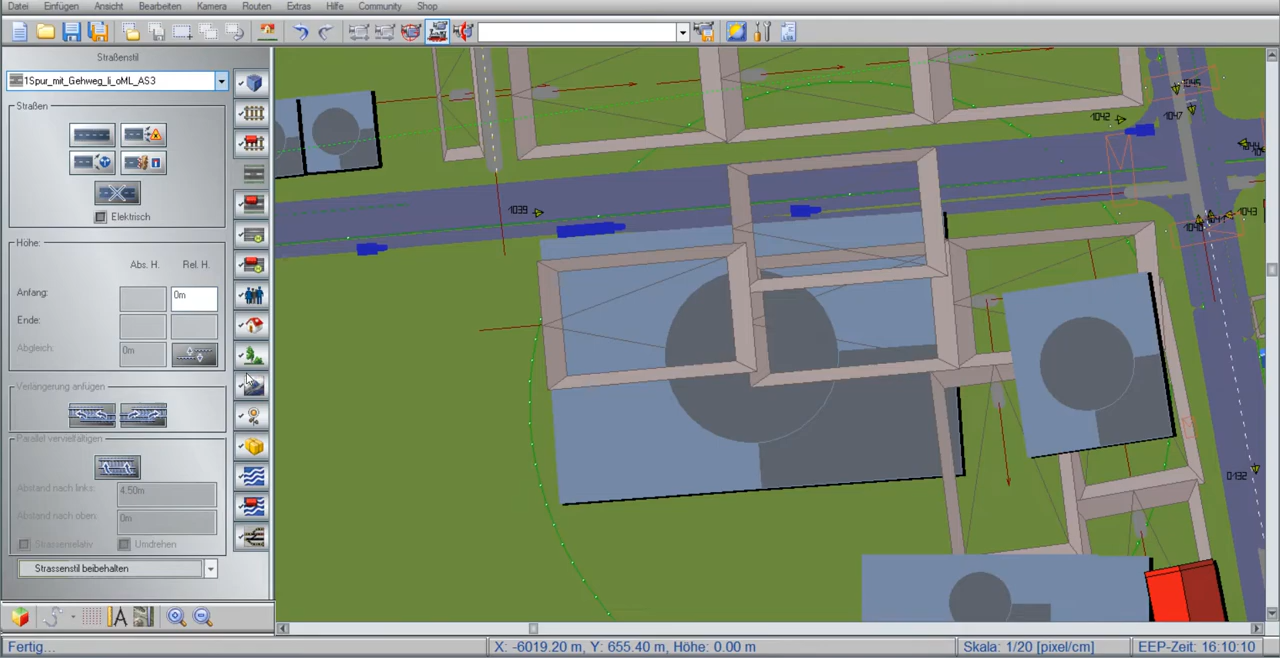 Datei Einfügen Ansicht Bearbeiten Kamera Routen Extras Hilfe Community Shop
Straßenstil
1Spur_mit_Gehweg_li_oML_AS3
Straßen
Elektrisch
Höhe:
Abs. H. Rel. H.
Anfang: 0m
Ende:
Abgleich: 0m
Verlängerung anfügen
Parallel vervielfältigen
Abstand nach links: 4.50m
Abstand nach oben: 0m
Strassenrelativ Umdrehen
Strassenstil beibehalten
1045
1042
1047
1039
1043
0132
Fertig... X: -6019.20 m, Y: 655.40 m, Höhe: 0.00 m Skala: 1/20 [pixel/cm] EEP-Zeit: 16:10:10